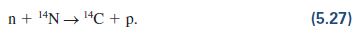 n + ¹⁴N → ¹⁴C + p. (5.27)